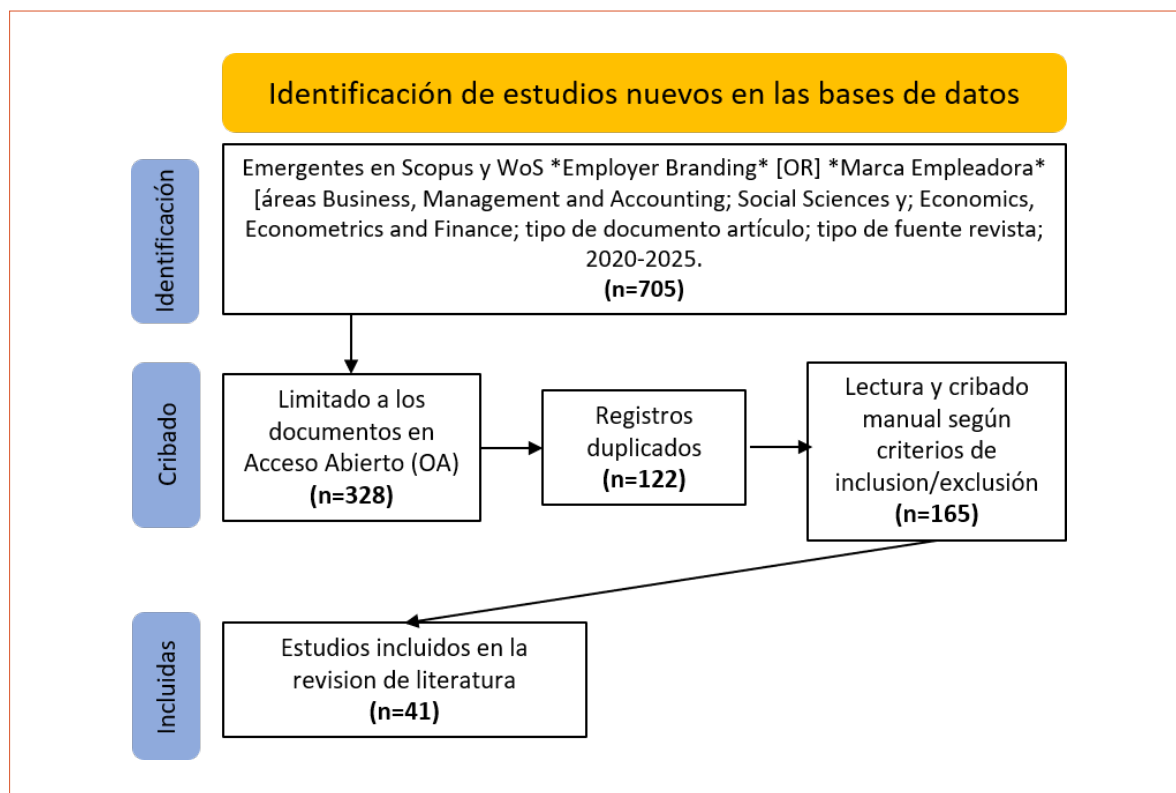 Identificación de estudios nuevos en las bases de datos
Identificación
Emergentes en Scopus y WoS *Employer Branding* [OR] *Marca Empleadora*
[áreas Business, Management and Accounting; Social Sciences y; Economics,
Econometrics and Finance; tipo de documento artículo; tipo de fuente revista;
2020-2025.
(n=705)
Cribado
Limitado a los
documentos en
Acceso Abierto (OA)
(n=328)
Registros
duplicados
(n=122)
Lectura y cribado
manual según
criterios de
inclusion/exclusión
(n=165)
Incluidas
Estudios incluidos en la
revision de literatura
(n=41)